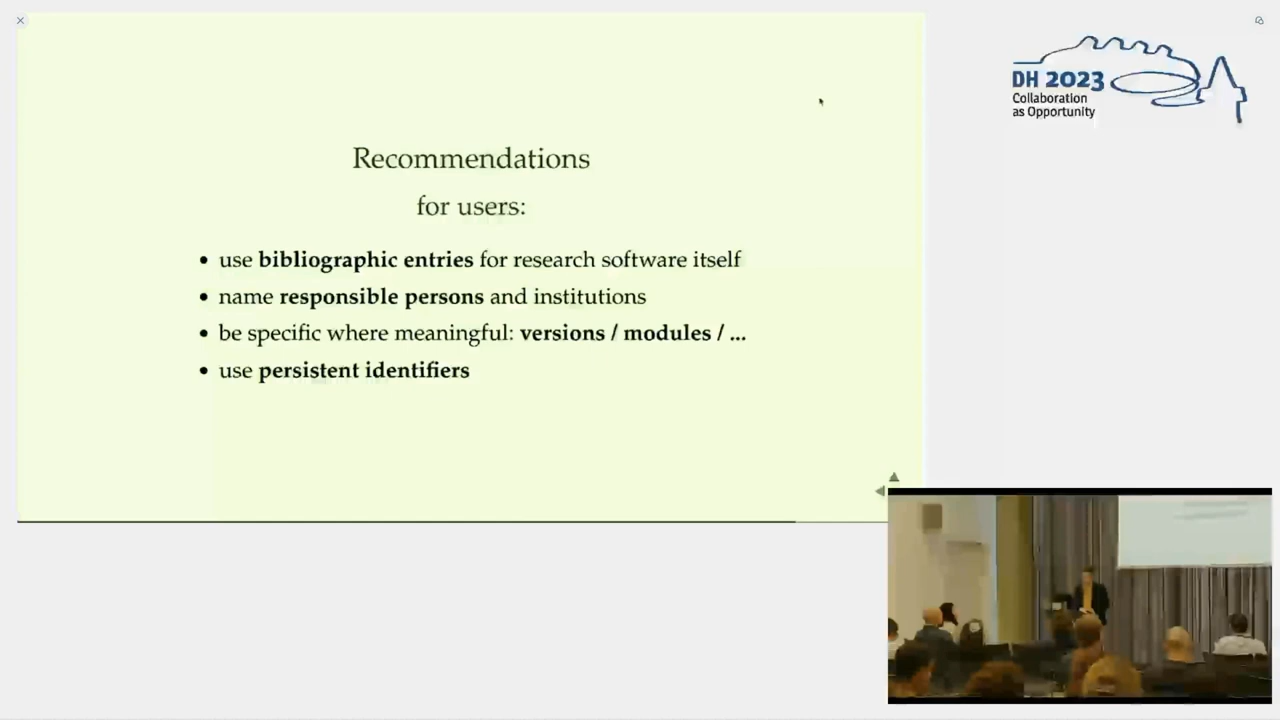 Recommendations
for users:
• use bibliographic entries for research software itself
• name responsible persons and institutions
• be specific where meaningful: versions / modules / ...
• use persistent identifiers
DH 2023
Collaboration
as Opportunity